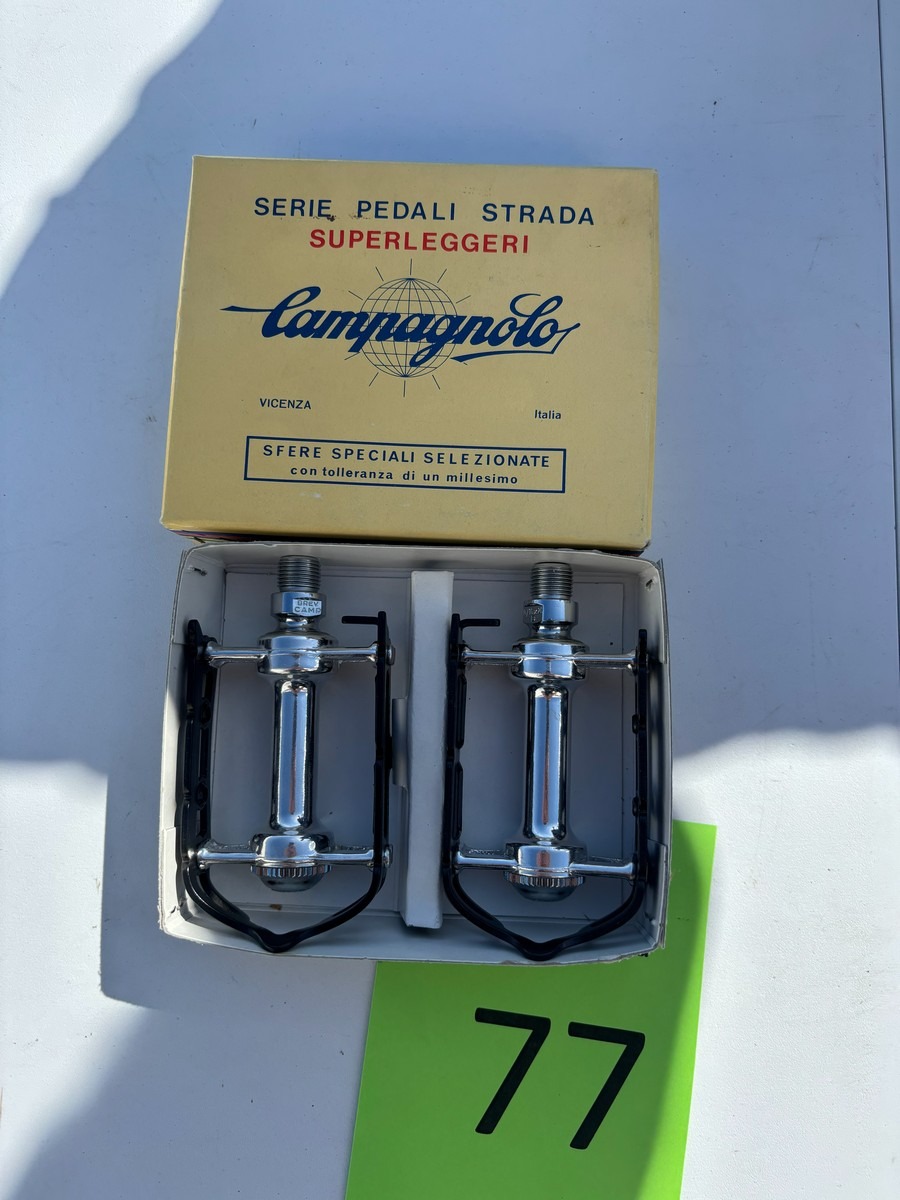 SERIE PEDALI STRADA
SUPERLEGGERI
Campagnolo
VICENZA Italia
SFERE SPECIALI SELEZIONATE
con tolleranza di un millesimo
BREV
CAMP
77